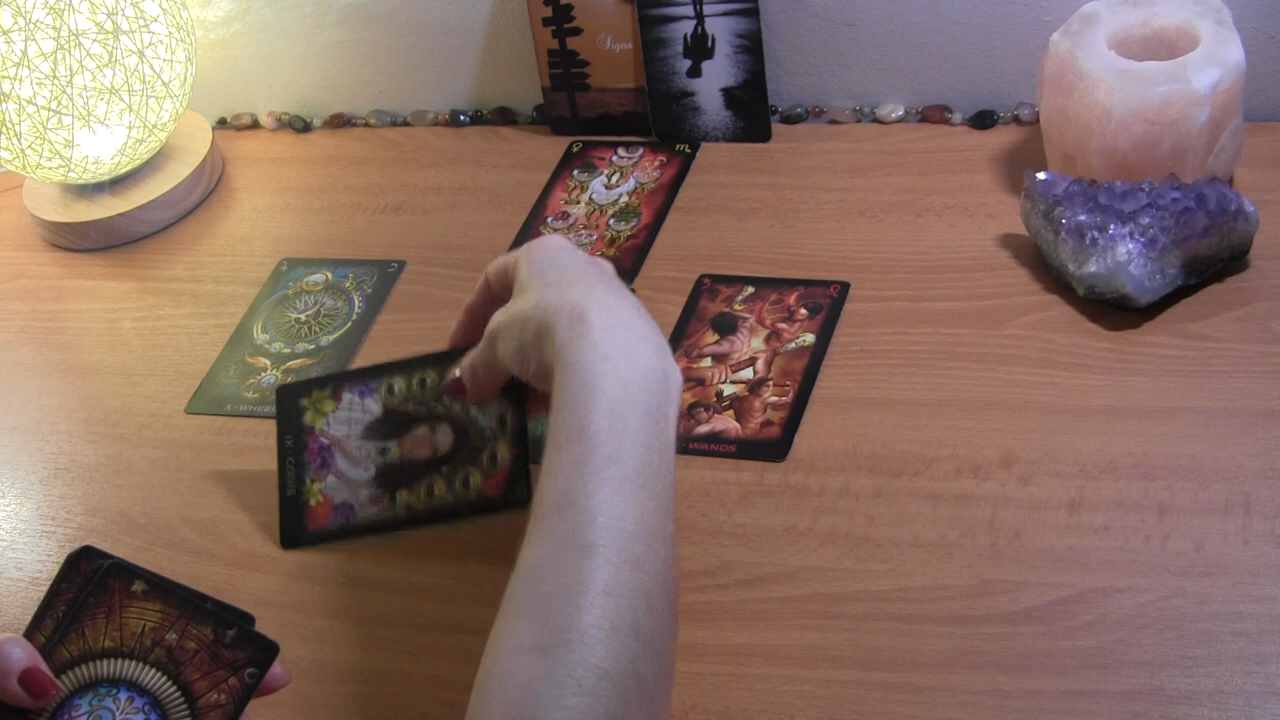 Signs
X · WHEEL
· WANDS
IX · COINS